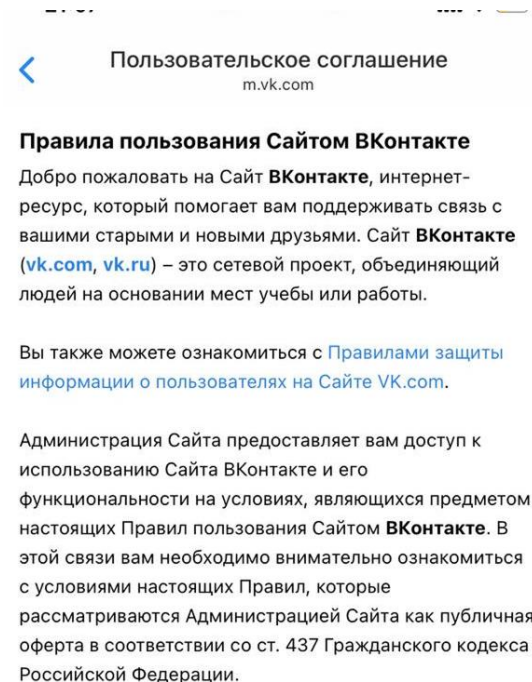 Пользовательское соглашение
m.vk.com
Правила пользования Сайтом ВКонтакте
Добро пожаловать на Сайт ВКонтакте, интернет-
ресурс, который помогает вам поддерживать связь с
вашими старыми и новыми друзьями. Сайт ВКонтакте
(vk.com, vk.ru) – это сетевой проект, объединяющий
людей на основании мест учебы или работы.
Вы также можете ознакомиться с Правилами защиты
информации о пользователях на Сайте VK.com.
Администрация Сайта предоставляет вам доступ к
использованию Сайта ВКонтакте и его
функциональности на условиях, являющихся предметом
настоящих Правил пользования Сайтом ВКонтакте. В
этой связи вам необходимо внимательно ознакомиться
с условиями настоящих Правил, которые
рассматриваются Администрацией Сайта как публичная
оферта в соответствии со ст. 437 Гражданского кодекса
Российской Федерации.